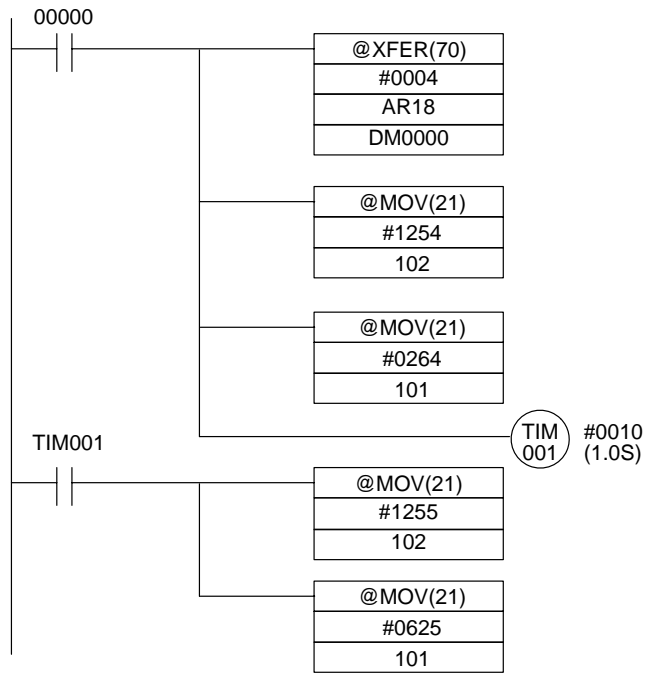 00000
@XFER(70)
#0004
AR18
DM0000
@MOV(21)
#1254
102
@MOV(21)
#0264
101
TIM
001
#0010
(1.0S)
TIM001
@MOV(21)
#1255
102
@MOV(21)
#0625
101